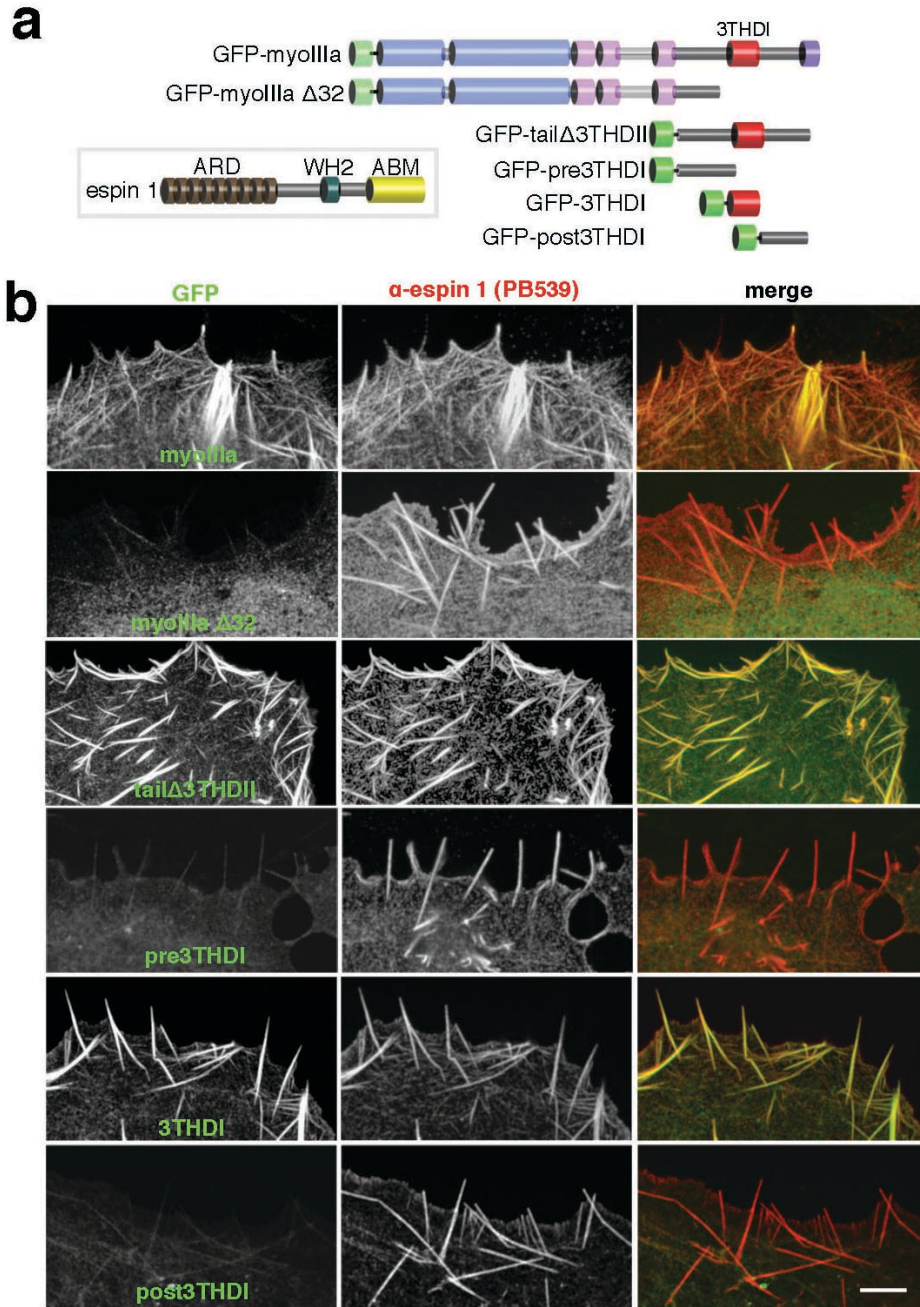 a
3THDI
GFP-myoIIIa
GFP-myoIIIa Δ32
GFP-tailΔ3THDII
GFP-pre3THDI
GFP-3THDI
GFP-post3THDI
ARD WH2 ABM
espin 1
b
GFP α-espin 1 (PB539) merge
myoIIIa
myoIIIa Δ32
tailΔ3THDII
pre3THDI
3THDI
post3THDI